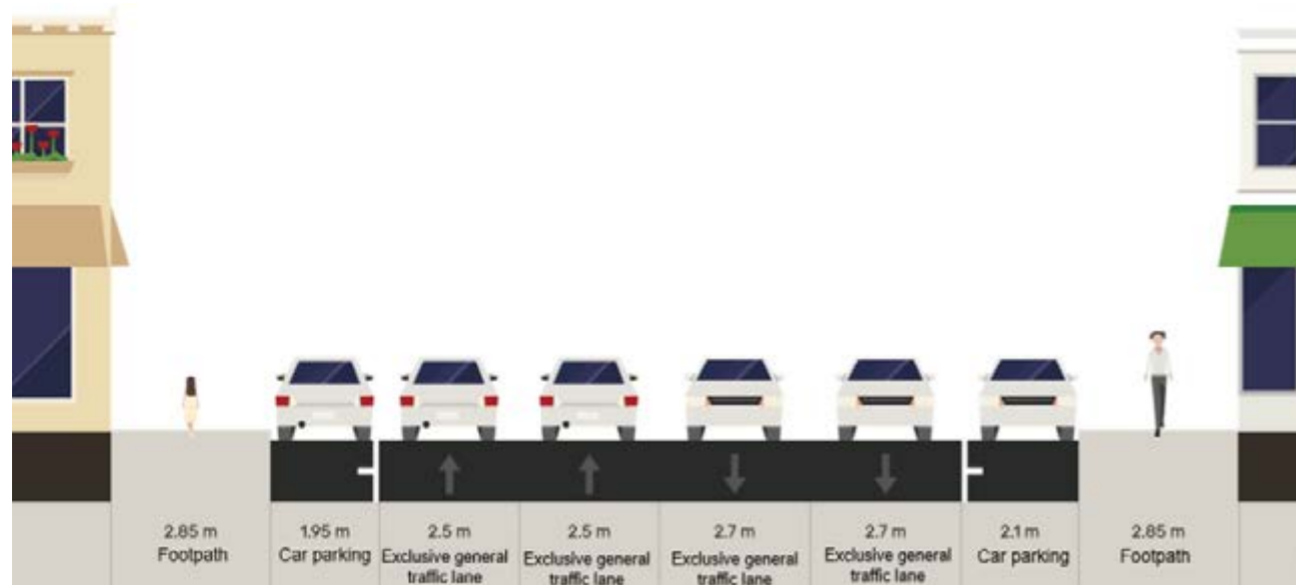 2.85 m
Footpath
1.95 m
Car parking
2.5 m
Exclusive general
traffic lane
2.5 m
Exclusive general
traffic lane
2.7 m
Exclusive general
traffic lane
2.7 m
Exclusive general
traffic lane
2.1 m
Car parking
2.85 m
Footpath